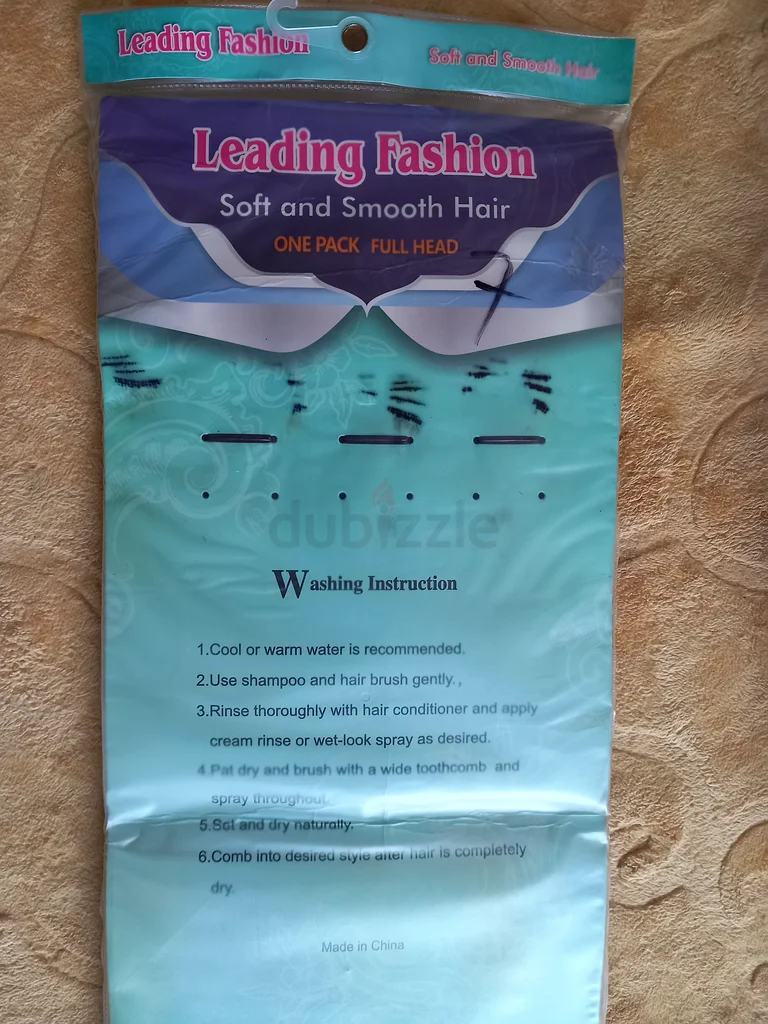 Leading Fashion
Soft and Smooth Hair
Leading Fashion
Soft and Smooth Hair
ONE PACK FULL HEAD
7
dubizzle
Washing Instruction
1.Cool or warm water is recommended.
2.Use shampoo and hair brush gently.,
3.Rinse thoroughly with hair conditioner and apply
cream rinse or wet-look spray as desired.
4.Pat dry and brush with a wide toothcomb and
spray throughout.
5.Set and dry naturally.
6.Comb into desired style after hair is completely
dry.
Made in China